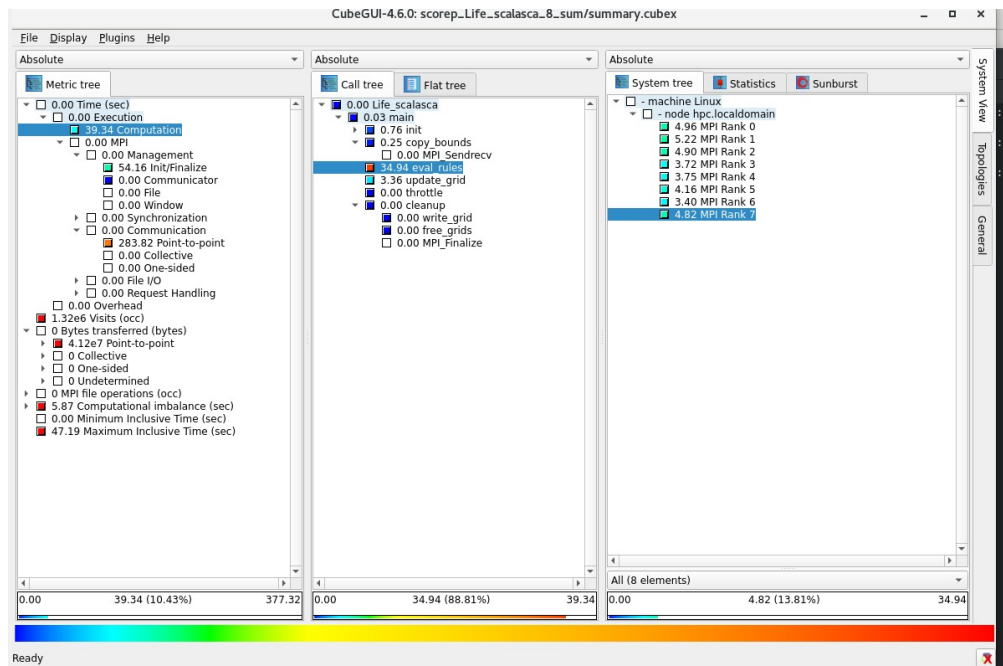 CubeGUI-4.6.0: scorep_Life_scalasca_8_sum/summary.cubex
File Display Plugins Help
Absolute
Metric tree
0.00 Time (sec)
0.00 Execution
39.34 Computation
0.00 MPI
0.00 Management
54.16 Init/Finalize
0.00 Communicator
0.00 File
0.00 Window
0.00 Synchronization
0.00 Communication
283.82 Point-to-point
0.00 Collective
0.00 One-sided
0.00 File I/O
0.00 Request Handling
0.00 Overhead
1.32e6 Visits (occ)
0 Bytes transferred (bytes)
4.12e7 Point-to-point
0 Collective
0 One-sided
0 Undetermined
0 MPI file operations (occ)
5.87 Computational imbalance (sec)
0.00 Minimum Inclusive Time (sec)
47.19 Maximum Inclusive Time (sec)
0.00 39.34 (10.43%) 377.32
Absolute
Call tree Flat tree
0.00 Life_scalasca
0.03 main
0.76 init
0.25 copy_bounds
0.00 MPI_Sendrecv
34.94 eval_rules
3.36 update_grid
0.00 throttle
0.00 cleanup
0.00 write_grid
0.00 free_grids
0.00 MPI_Finalize
0.00 34.94 (88.81%) 39.34
Absolute
System tree Statistics Sunburst
- machine Linux
- node hpc.localdomain
4.96 MPI Rank 0
5.22 MPI Rank 1
4.90 MPI Rank 2
3.72 MPI Rank 3
3.75 MPI Rank 4
4.16 MPI Rank 5
3.40 MPI Rank 6
4.82 MPI Rank 7
All (8 elements)
0.00 4.82 (13.81%) 34.94
System View
Topologies
General
Ready